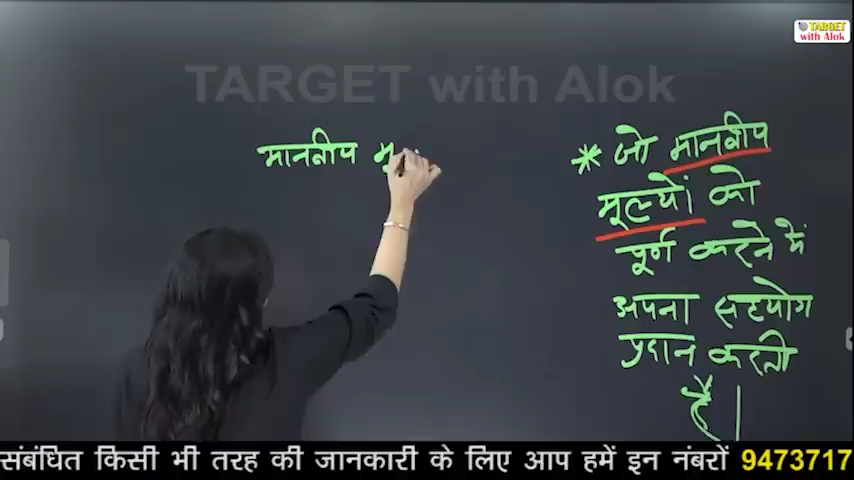 TARGET
with Alok
TARGET with Alok
मानवीय म
* जो मानवीय
मूल्यों को
पूर्ण करने में
अपना सहयोग
प्रदान करती
है।
संबंधित किसी भी तरह की जानकारी के लिए आप हमें इन नंबरों 9473717